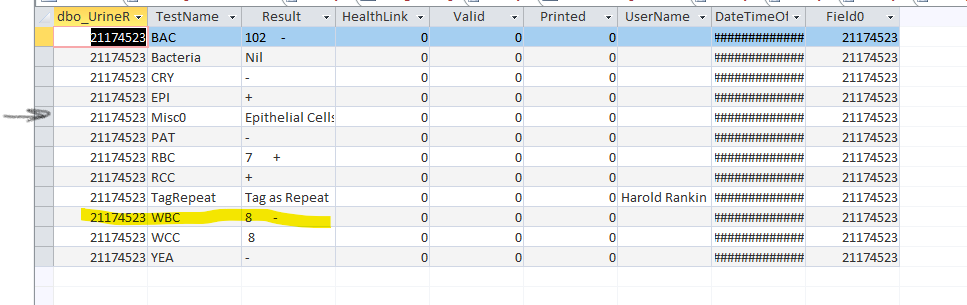 dbo_UrineR TestName Result HealthLink Valid Printed UserName DateTimeOf Field0
21174523 BAC 102 - 0 0 0 ############# 21174523
21174523 Bacteria Nil 0 0 0 ############# 21174523
21174523 CRY - 0 0 0 ############# 21174523
21174523 EPI + 0 0 0 ############# 21174523
21174523 Misc0 Epithelial Cells 0 0 0 ############# 21174523
21174523 PAT - 0 0 0 ############# 21174523
21174523 RBC 7 + 0 0 0 ############# 21174523
21174523 RCC + 0 0 0 ############# 21174523
21174523 TagRepeat Tag as Repeat 0 0 0 Harold Rankin ############# 21174523
21174523 WBC 8 - 0 0 0 ############# 21174523
21174523 WCC 8 0 0 0 ############# 21174523
21174523 YEA - 0 0 0 ############# 21174523